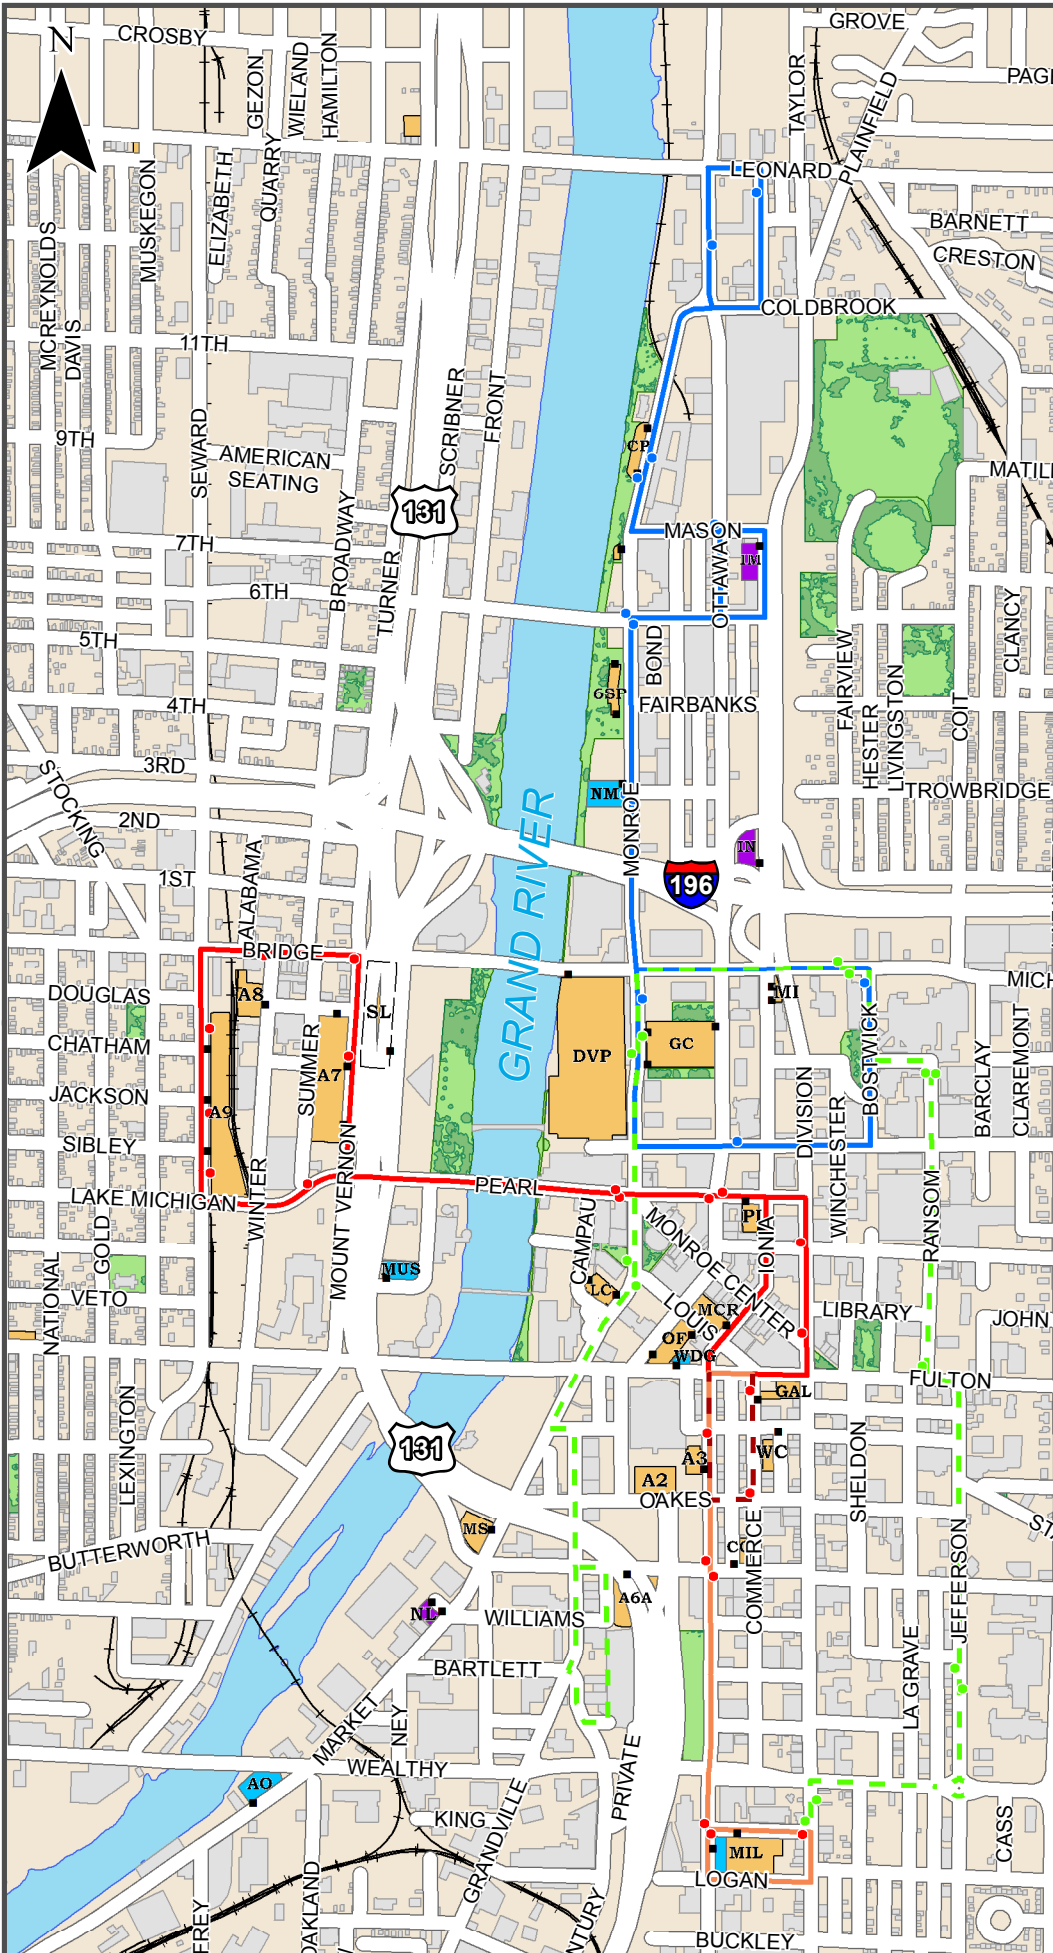 GROVE
CROSBY
N
GEZON
WIELAND
HAMILTON
TAYLOR
PLAINFIELD
PAGE
LEONARD
MUSKEGON
ELIZABETH
QUARRY
BARNETT
CRESTON
MCREYNOLDS
DAVIS
COLDBROOK
11TH
SCRIBNER
FRONT
9TH
SEWARD
AMERICAN
SEATING
CP
MATIL
131
BROADWAY
7TH
TURNER
MASON
OTTAWA
IM
6TH
5TH
BOND
FAIRVIEW
HESTER
LIVINGSTON
CLANCY
COIT
4TH
6SP
FAIRBANKS
3RD
STOCKING
NM
MONROE
TROWBRIDGE
2ND
GRAND RIVER
IN
196
1ST
ALABAMA
BRIDGE
DOUGLAS
A8
SL
MI
MICH
CHATHAM
SUMMER
A7
DVP
GC
BOSTWICK
BARCLAY
CLAREMONT
JACKSON
A9
DIVISION
WINCHESTER
SIBLEY
MOUNT VERNON
LAKE MICHIGAN
WINTER
PEARL
CAMPAU
MONROE CENTER
PI
IONIA
RANSOM
NATIONAL
GOLD
VETO
MUS
LC
LOUIS
MCR
OF
WDG
LIBRARY
JOHN
FULTON
GAL
LEXINGTON
131
A3
A2
WC
SHELDON
OAKES
BUTTERWORTH
MS
COMMERCE
ST
JEFFERSON
NL
WILLIAMS
A6A
BARTLETT
LA GRAVE
MARKET
NEY
WEALTHY
AO
PRIVATE
KING
GRANDVILLE
CASS
MIL
LOGAN
FREY
OAKLAND
NTURY
BUCKLEY